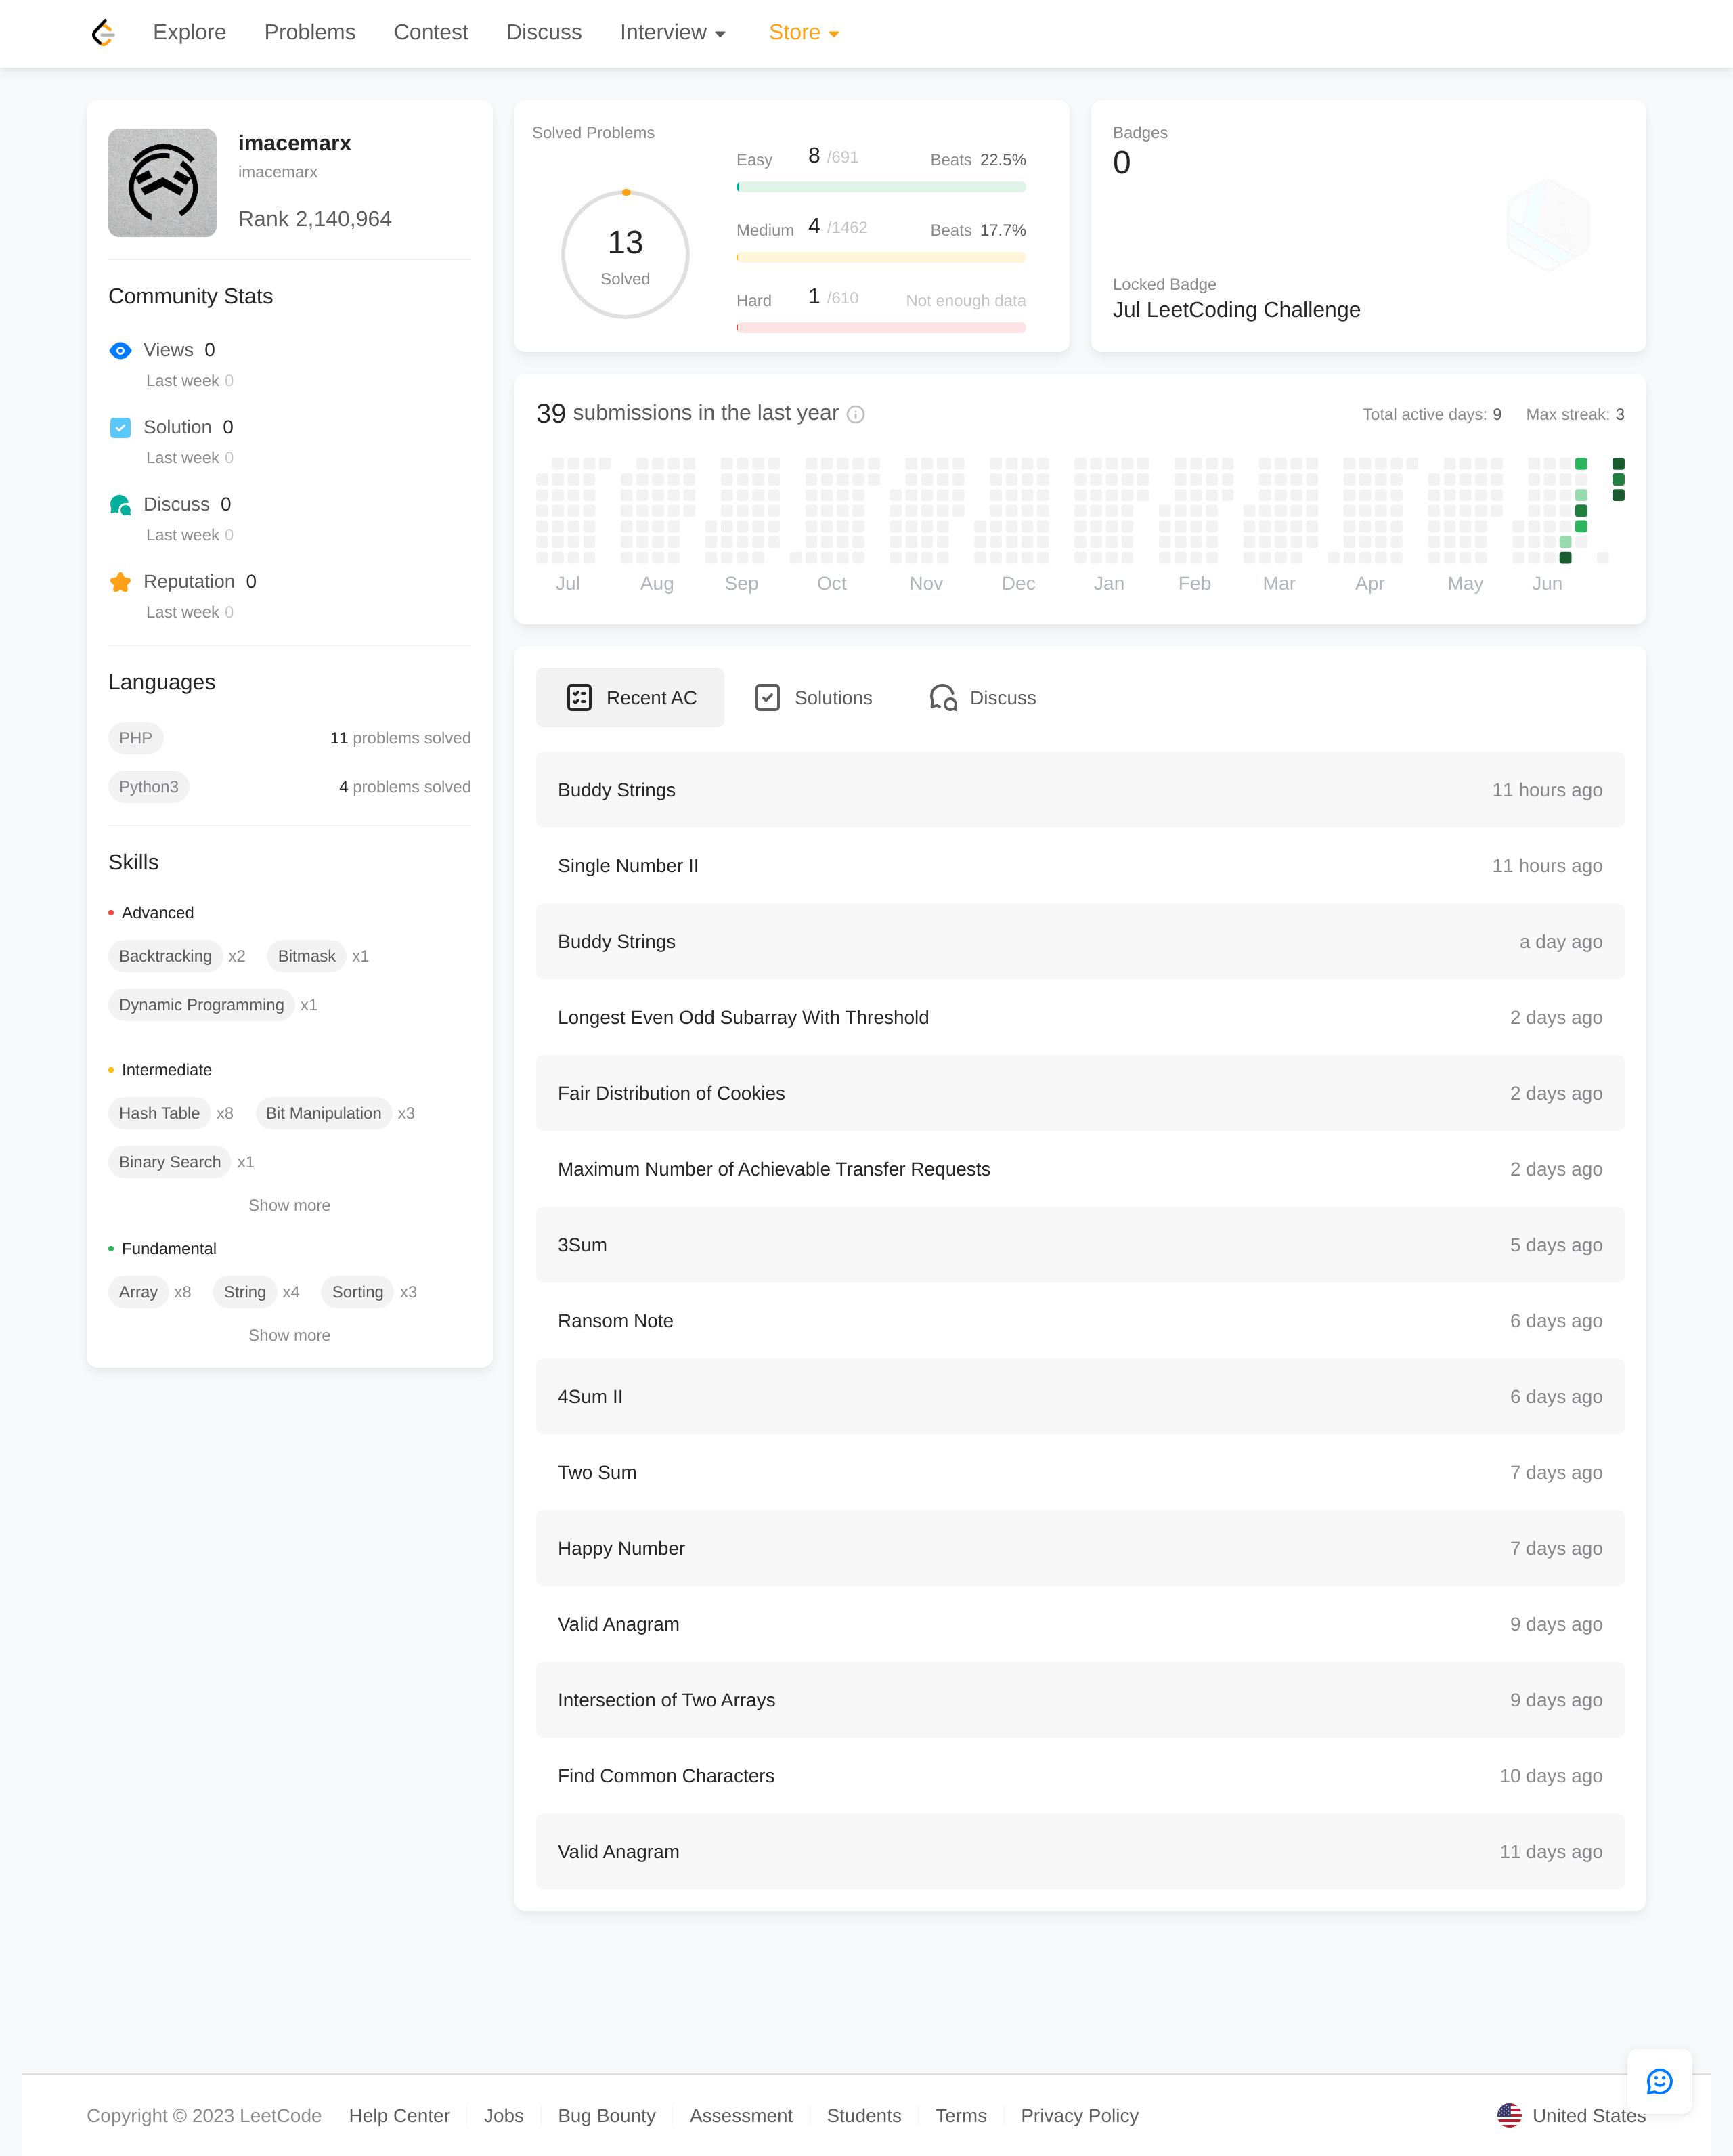 Explore Problems Contest Discuss Interview Store
imacemarx
imacemarx
Rank 2,140,964
Community Stats
Views 0
Last week 0
Solution 0
Last week 0
Discuss 0
Last week 0
Reputation 0
Last week 0
Languages
PHP 11 problems solved
Python3 4 problems solved
Skills
Advanced
Backtracking x2 Bitmask x1
Dynamic Programming x1
Intermediate
Hash Table x8 Bit Manipulation x3
Binary Search x1
Show more
Fundamental
Array x8 String x4 Sorting x3
Show more
Solved Problems
13
Solved
Easy 8 /691 Beats 22.5%
Medium 4 /1462 Beats 17.7%
Hard 1 /610 Not enough data
Badges
0
Locked Badge
Jul LeetCoding Challenge
39 submissions in the last year Total active days: 9 Max streak: 3
Jul Aug Sep Oct Nov Dec Jan Feb Mar Apr May Jun
Recent AC Solutions Discuss
Buddy Strings 11 hours ago
Single Number II 11 hours ago
Buddy Strings a day ago
Longest Even Odd Subarray With Threshold 2 days ago
Fair Distribution of Cookies 2 days ago
Maximum Number of Achievable Transfer Requests 2 days ago
3Sum 5 days ago
Ransom Note 6 days ago
4Sum II 6 days ago
Two Sum 7 days ago
Happy Number 7 days ago
Valid Anagram 9 days ago
Intersection of Two Arrays 9 days ago
Find Common Characters 10 days ago
Valid Anagram 11 days ago
Copyright © 2023 LeetCode Help Center Jobs Bug Bounty Assessment Students Terms Privacy Policy United States